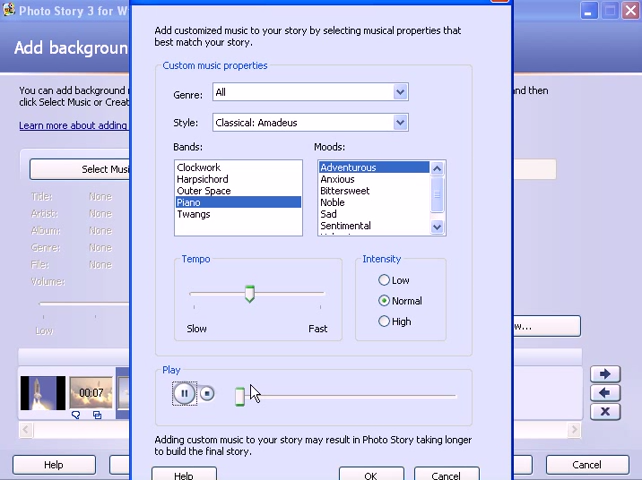 Photo Story 3 for W
Add backgroun
Add customized music to your story by selecting musical properties that
best match your story.
You can add background
click Select Music or Creat
and then
Learn more about adding
Custom music properties
Genre: All
Style: Classical: Amadeus
Bands:
Clockwork
Harpsichord
Outer Space
Piano
Twangs
Moods:
Adventurous
Anxious
Bittersweet
Noble
Sad
Sentimental
Select Musi
Title: None
Artist: None
Album: None
Genre: None
File: None
Volume:
Low
Tempo
Slow Fast
Intensity
Low
Normal
High
w...
Play
00:07
Adding custom music to your story may result in Photo Story taking longer
to build the final story.
Help
Help
OK
Cancel
Cancel